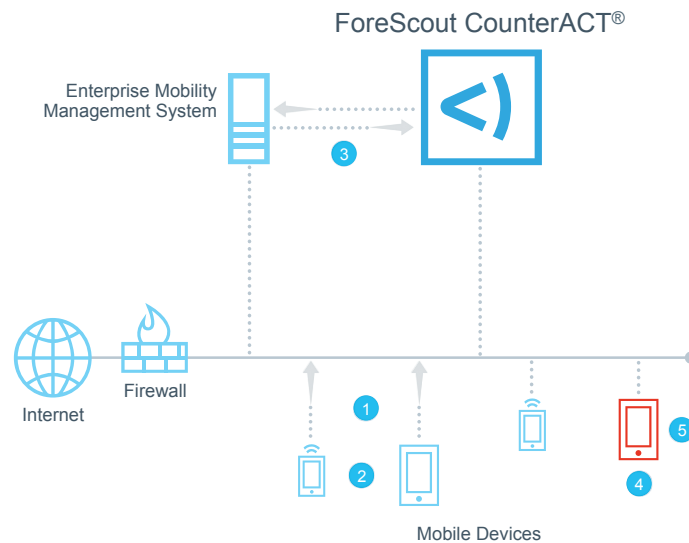 ForeScout CounterACT®
Enterprise Mobility
Management System
3
Firewall
Internet
1
2
5
4
Mobile Devices